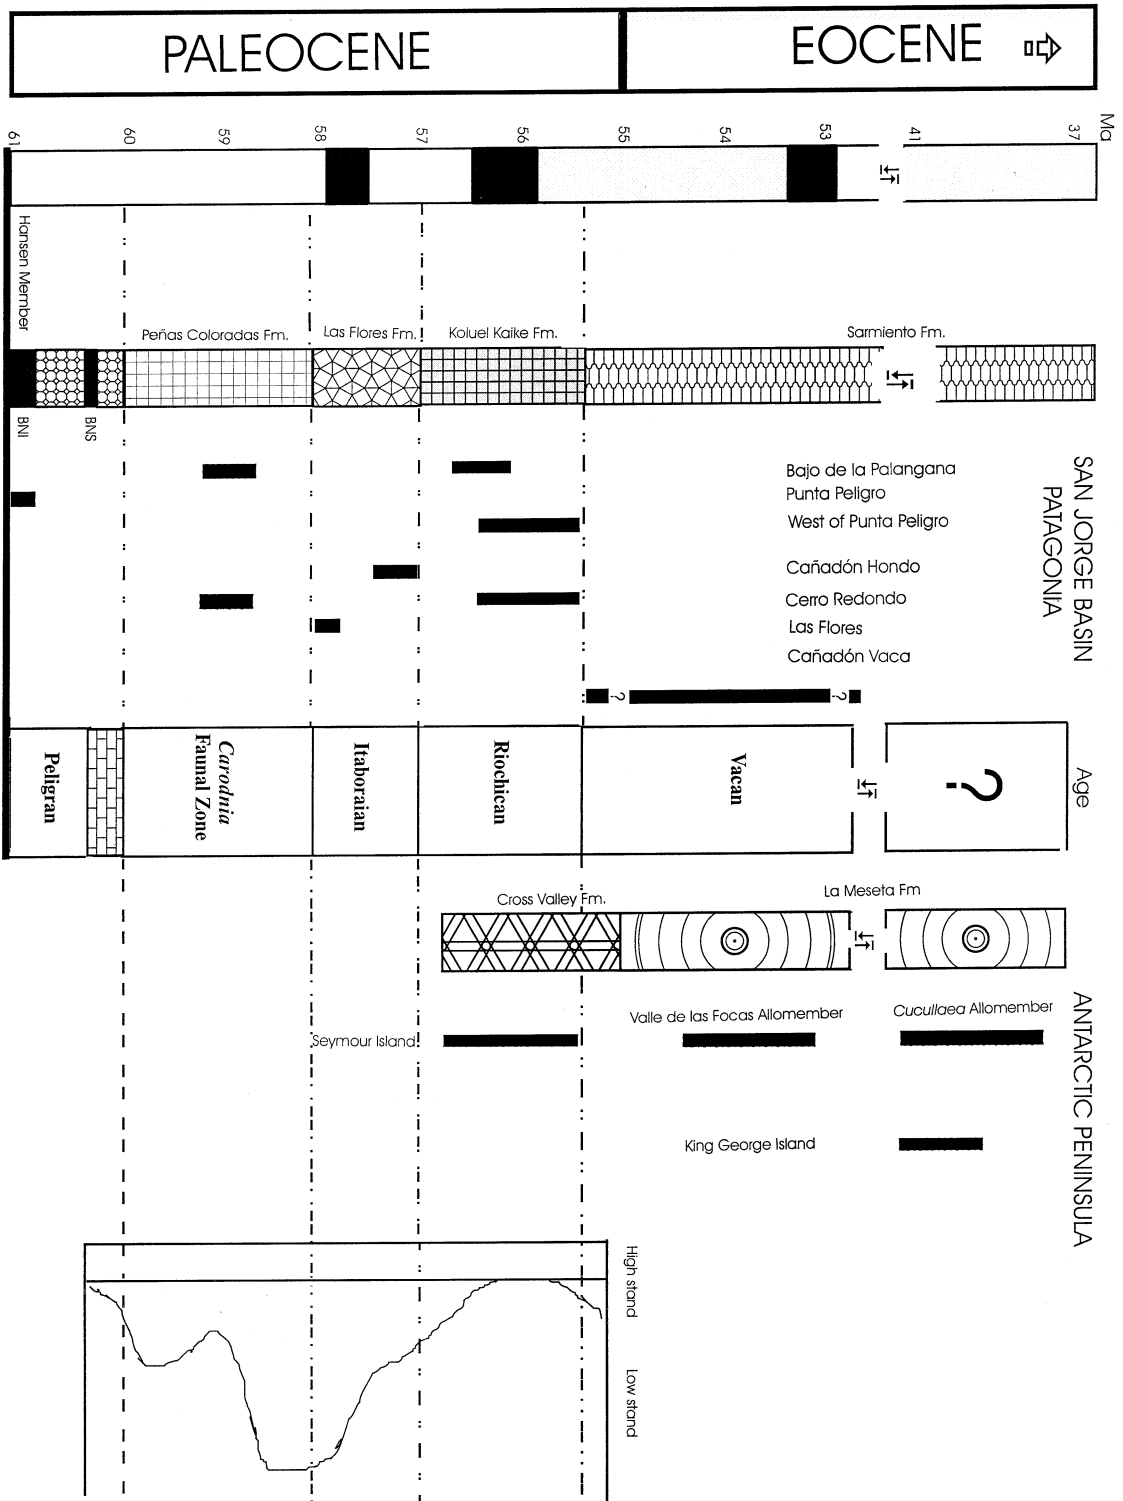 PALEOCENE
EOCENE
Ma
61
60
59
58
57
56
55
54
53
41
37
Hansen Member
Peñas Coloradas Fm.
Las Flores Fm.
Koluel Kaike Fm.
Sarmiento Fm.
BNI
BNS
SAN JORGE BASIN
PATAGONIA
Bajo de la Palangana
Punta Peligro
West of Punta Peligro
Cañadón Hondo
Cerro Redondo
Las Flores
Cañadón Vaca
?
?
Peligran
Carodnia
Faunal Zone
Itaboraian
Riochican
Vacan
?
Age
Cross Valley Fm.
La Meseta Fm
ANTARCTIC PENINSULA
Valle de las Focas Allomember
Cucullaea Allomember
Seymour Island
King George Island
High stand
Low stand